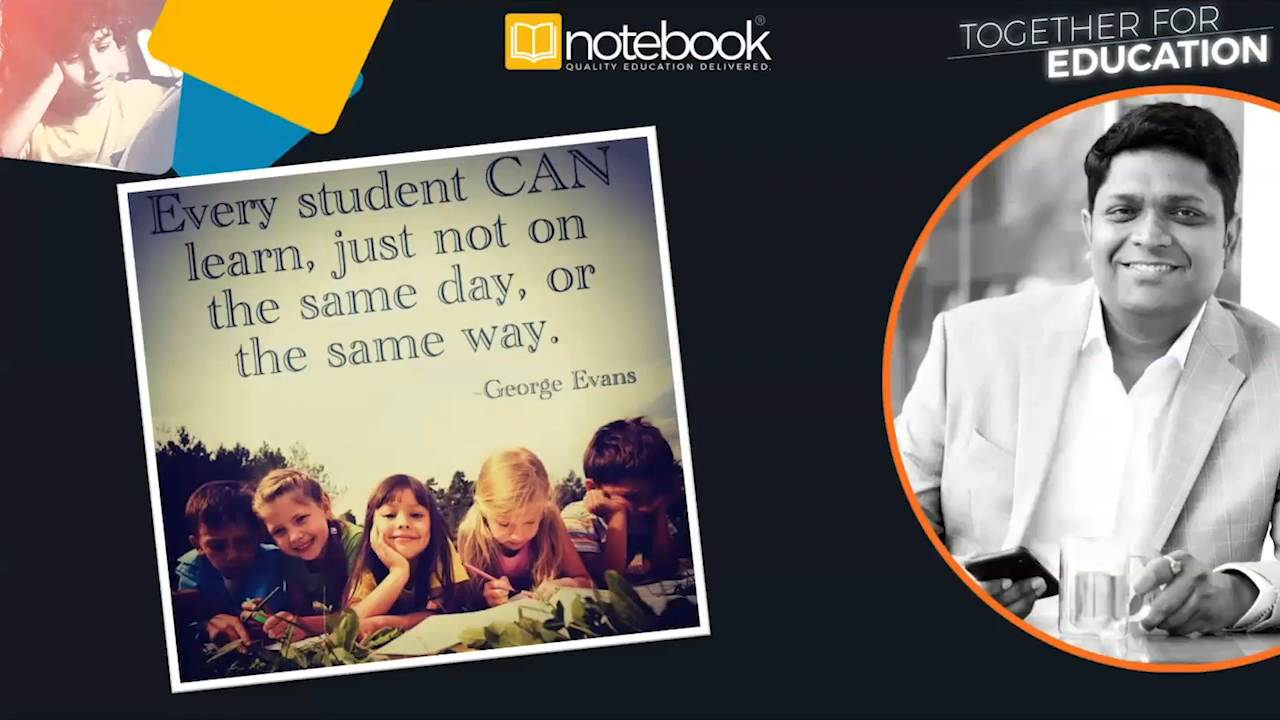 notebook®
QUALITY EDUCATION DELIVERED.
TOGETHER FOR
EDUCATION
Every student CAN
learn, just not on
the same day, or
the same way.
-George Evans